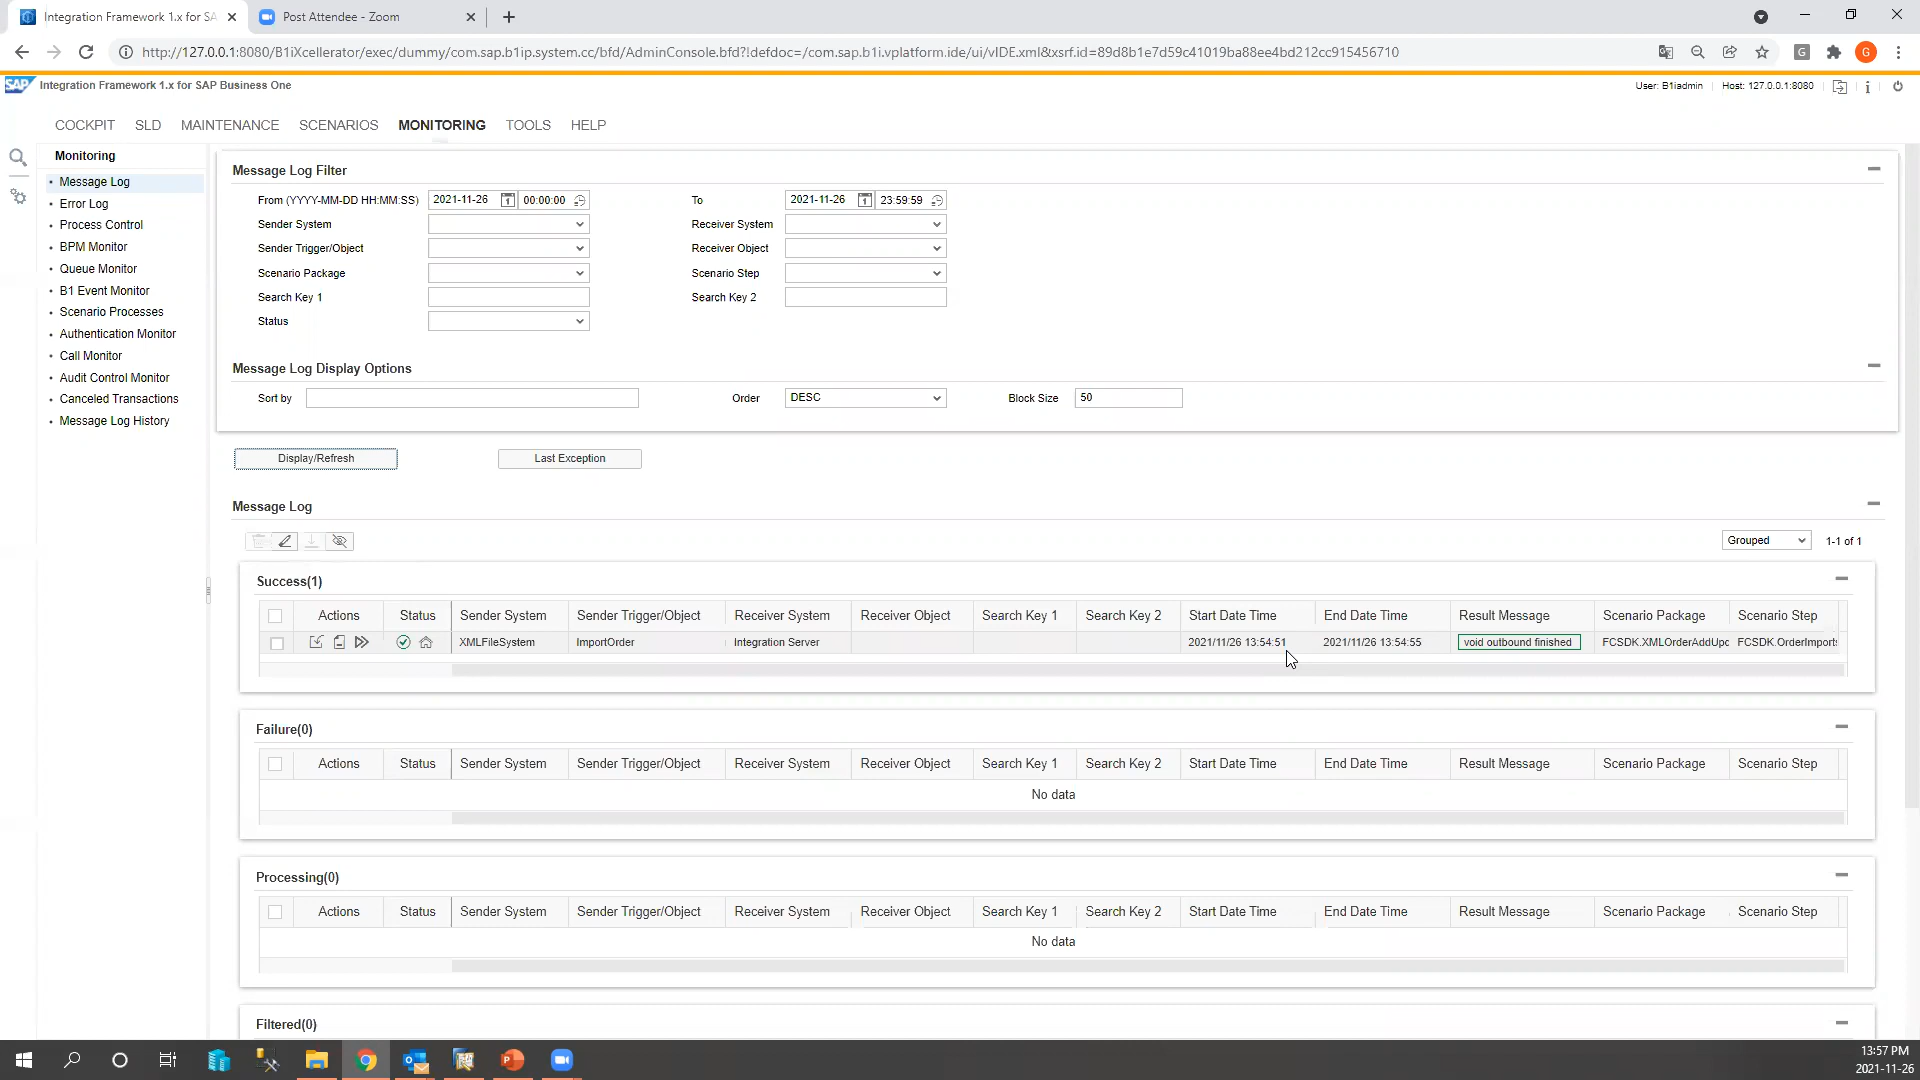 Integration Framework 1.x for SA
Post Attendee - Zoom
http://127.0.0.1:8080/B1iXcellerator/exec/dummy/com.sap.b1ip.system.cc/bfd/AdminConsole.bfd?!defdoc=/com.sap.b1i.vplatform.ide/ui/vIDE.xml&xsrf.id=89d8b1e7d59c41019ba88ee4bd212cc915456710
SAP Integration Framework 1.x for SAP Business One
User: B1iadmin Host: 127.0.0.1:8080
COCKPIT SLD MAINTENANCE SCENARIOS MONITORING TOOLS HELP
Monitoring
Message Log
Error Log
Process Control
BPM Monitor
Queue Monitor
B1 Event Monitor
Scenario Processes
Authentication Monitor
Call Monitor
Audit Control Monitor
Canceled Transactions
Message Log History
Message Log Filter
From (YYYY-MM-DD HH:MM:SS) 2021-11-26 00:00:00 To 2021-11-26 23:59:59
Sender System Receiver System
Sender Trigger/Object Receiver Object
Scenario Package Scenario Step
Search Key 1 Search Key 2
Status
Message Log Display Options
Sort by Order DESC Block Size 50
Display/Refresh Last Exception
Message Log
Grouped 1-1 of 1
Success(1)
Actions Status Sender System Sender Trigger/Object Receiver System Receiver Object Search Key 1 Search Key 2 Start Date Time End Date Time Result Message Scenario Package Scenario Step
XMLFileSystem ImportOrder Integration Server 2021/11/26 13:54:51 2021/11/26 13:54:55 void outbound finished FCSDK.XMLOrderAddUpd FCSDK.OrderImport
Failure(0)
Actions Status Sender System Sender Trigger/Object Receiver System Receiver Object Search Key 1 Search Key 2 Start Date Time End Date Time Result Message Scenario Package Scenario Step
No data
Processing(0)
Actions Status Sender System Sender Trigger/Object Receiver System Receiver Object Search Key 1 Search Key 2 Start Date Time End Date Time Result Message Scenario Package Scenario Step
No data
Filtered(0)
13:57 PM
2021-11-26